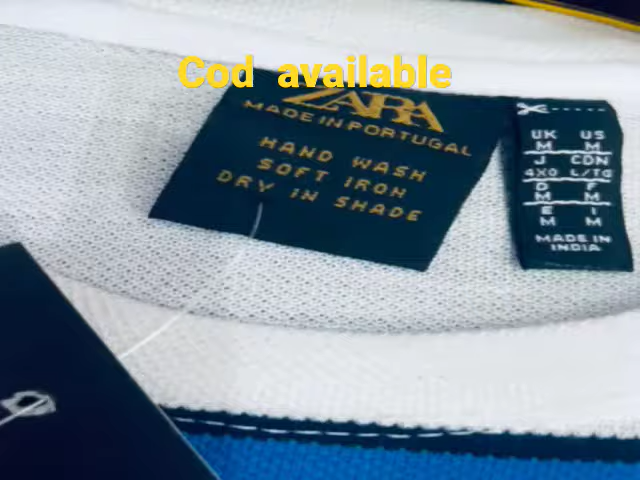 Cod available
ZARA
MADE IN PORTUGAL
HAND WASH
SOFT IRON
DRY IN SHADE
UK US
M M
J CDN
4XO L/TG
D F
M M
E I
M M
MADE IN
INDIA